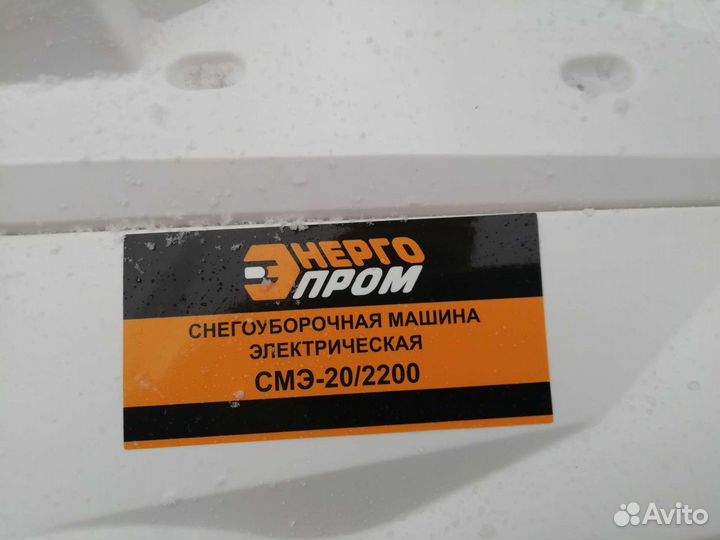 ЭНЕРГО
ПРОМ
СНЕГОУБОРОЧНАЯ МАШИНА
ЭЛЕКТРИЧЕСКАЯ
СМЭ-20/2200
Avito